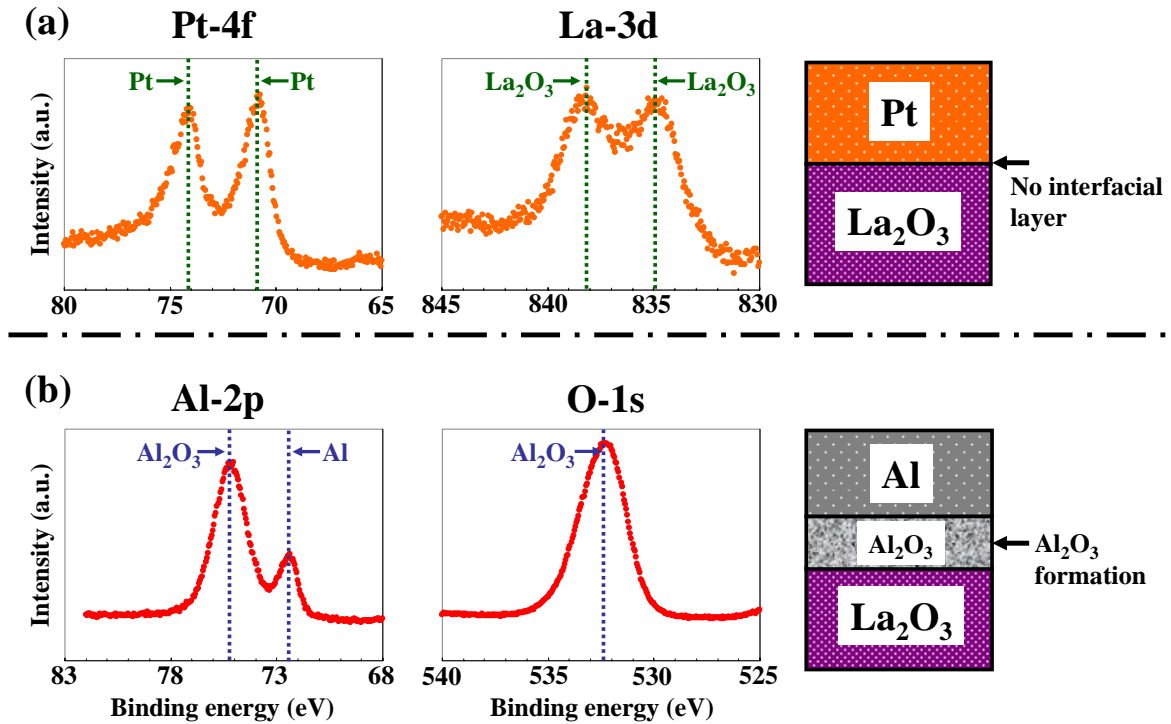 (a)
Pt-4f
La-3d
Pt
Pt
La₂O₃
La₂O₃
Intensity (a.u.)
80
75
70
65
845
840
835
830
Pt
La₂O₃
No interfacial
layer
(b)
Al-2p
O-1s
Al₂O₃
Al
Al₂O₃
Intensity (a.u.)
83
78
73
68
540
535
530
525
Binding energy (eV)
Binding energy (eV)
Al
Al₂O₃
La₂O₃
Al₂O₃
formation